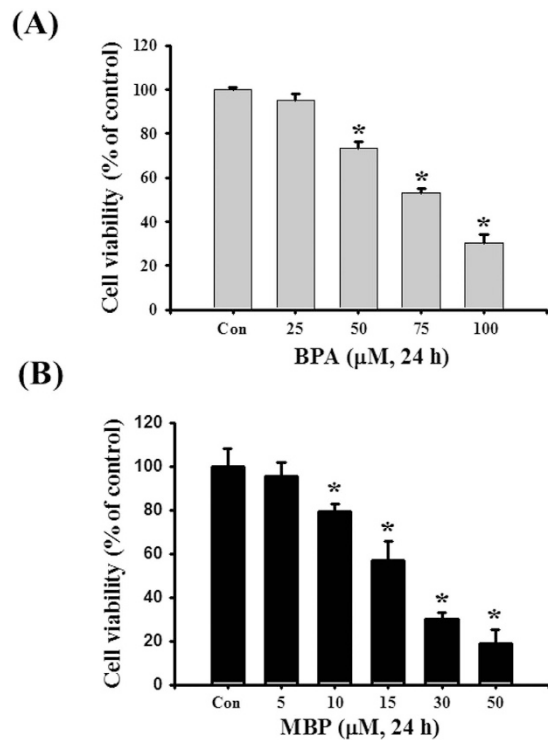 (A)
Cell viability (% of control)
120
100
80
60
40
20
0
*
*
*
Con 25 50 75 100
BPA (μM, 24 h)
(B)
Cell viability (% of control)
120
100
80
60
40
20
0
*
*
*
*
Con 5 10 15 30 50
MBP (μM, 24 h)